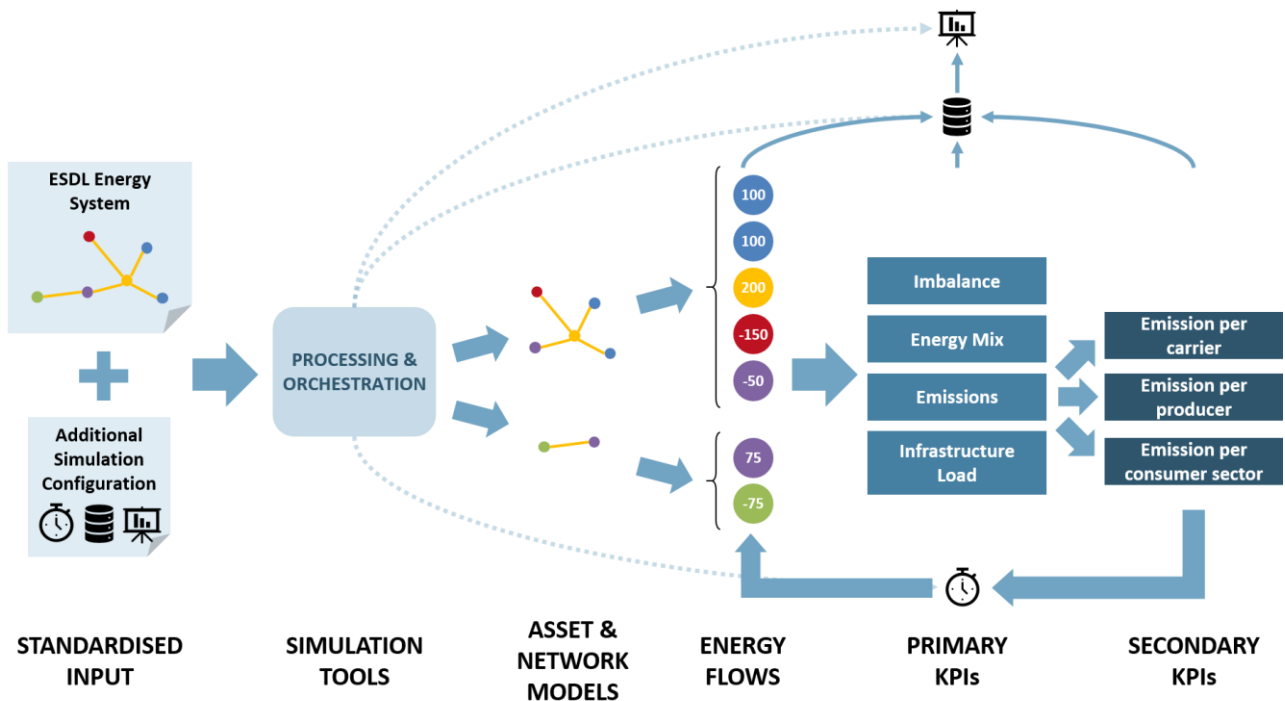 ESDL Energy
System
Additional
Simulation
Configuration
PROCESSING &
ORCHESTRATION
100
100
200
-150
-50
75
-75
Imbalance
Energy Mix
Emissions
Infrastructure
Load
Emission per
carrier
Emission per
producer
Emission per
consumer sector
STANDARDISED
INPUT
SIMULATION
TOOLS
ASSET &
NETWORK
MODELS
ENERGY
FLOWS
PRIMARY
KPIs
SECONDARY
KPIs